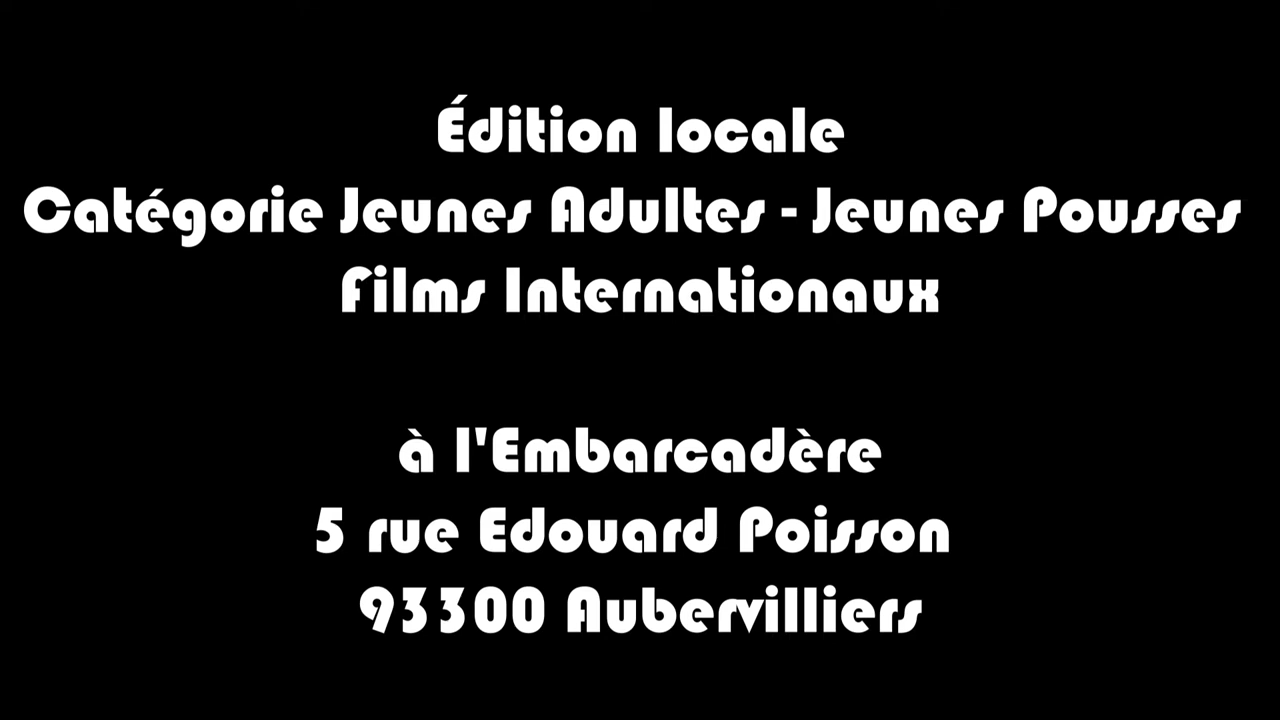 Édition locale
Catégorie Jeunes Adultes - Jeunes Pousses
Films Internationaux
à l'Embarcadère
5 rue Edouard Poisson
93300 Aubervilliers